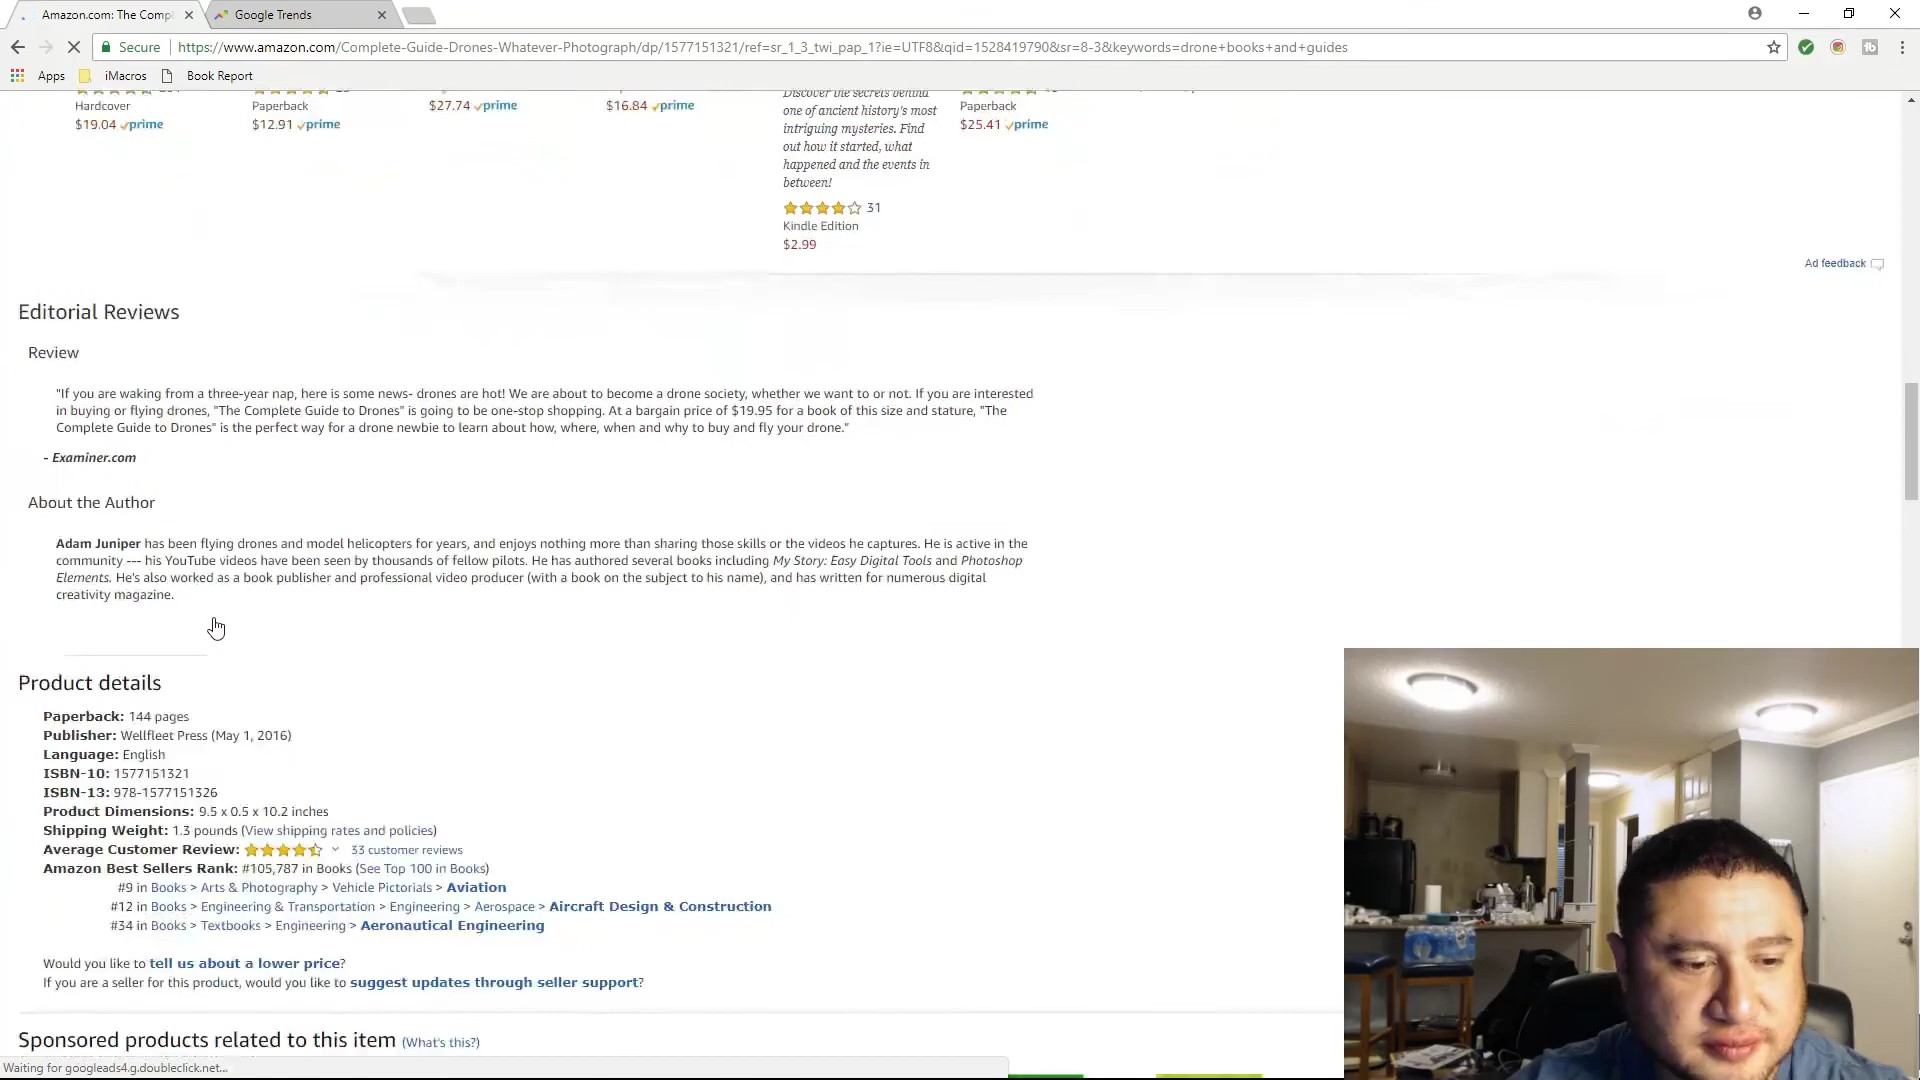 Amazon.com: The Compl
Google Trends
Secure
https://www.amazon.com/Complete-Guide-Drones-Whatever-Photograph/dp/1577151321/ref=sr_1_3_twi_pap_1?ie=UTF8&qid=1528419790&sr=8-3&keywords=drone+books+and+guides
Apps
iMacros
Book Report
Hardcover
$19.04 prime
Paperback
$12.91 prime
$27.74 prime
$16.84 prime
Discover the secrets behind
one of ancient history's most
intriguing mysteries. Find
out how it started, what
happened and the events in
between!
31
Kindle Edition
$2.99
Paperback
$25.41 prime
Ad feedback
Editorial Reviews
Review
"If you are waking from a three-year nap, here is some news- drones are hot! We are about to become a drone society, whether we want to or not. If you are interested
in buying or flying drones, "The Complete Guide to Drones" is going to be one-stop shopping. At a bargain price of $19.95 for a book of this size and stature, "The
Complete Guide to Drones" is the perfect way for a drone newbie to learn about how, where, when and why to buy and fly your drone."
- Examiner.com
About the Author
Adam Juniper has been flying drones and model helicopters for years, and enjoys nothing more than sharing those skills or the videos he captures. He is active in the
community --- his YouTube videos have been seen by thousands of fellow pilots. He has authored several books including My Story: Easy Digital Tools and Photoshop
Elements. He's also worked as a book publisher and professional video producer (with a book on the subject to his name), and has written for numerous digital
creativity magazine.
Product details
Paperback: 144 pages
Publisher: Wellfleet Press (May 1, 2016)
Language: English
ISBN-10: 1577151321
ISBN-13: 978-1577151326
Product Dimensions: 9.5 x 0.5 x 10.2 inches
Shipping Weight: 1.3 pounds (View shipping rates and policies)
Average Customer Review: 33 customer reviews
Amazon Best Sellers Rank: #105,787 in Books (See Top 100 in Books)
#9 in Books > Arts & Photography > Vehicle Pictorials > Aviation
#12 in Books > Engineering & Transportation > Engineering > Aerospace > Aircraft Design & Construction
#34 in Books > Textbooks > Engineering > Aeronautical Engineering
Would you like to tell us about a lower price?
If you are a seller for this product, would you like to suggest updates through seller support?
Sponsored products related to this item (What's this?)
Waiting for googleads4.g.doubleclick.net...